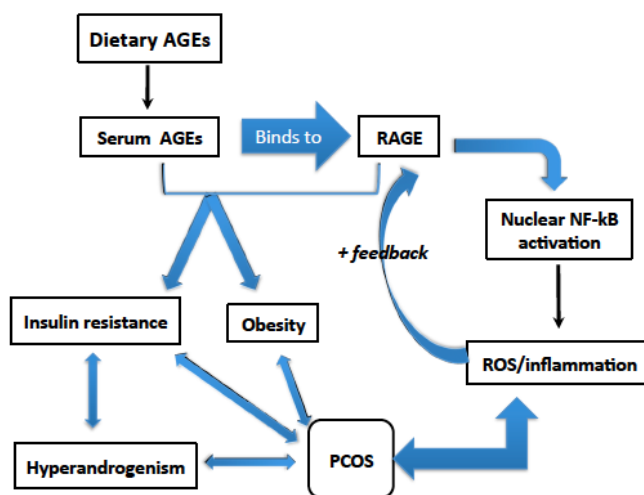 Dietary AGEs
Serum AGEs
Binds to
RAGE
Nuclear NF-kB
activation
+ feedback
Insulin resistance
Obesity
ROS/inflammation
Hyperandrogenism
PCOS